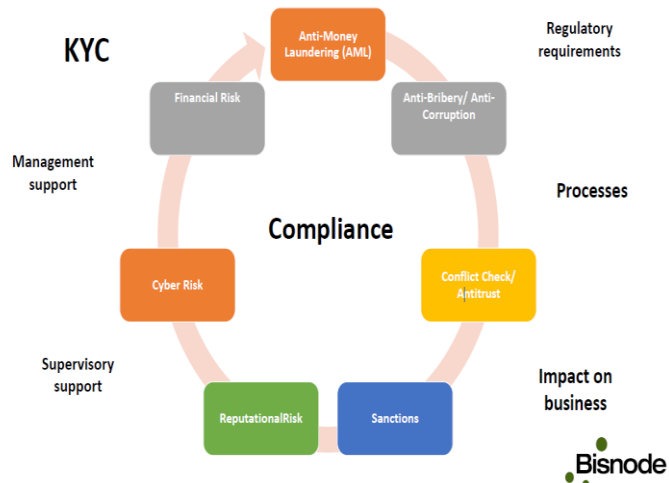 KYC
Anti-Money
Laundering (AML)
Regulatory
requirements
Financial Risk
Anti-Bribery/ Anti-
Corruption
Management
support
Processes
Compliance
Cyber Risk
Conflict Check/
Antitrust
Supervisory
support
Impact on
business
ReputationalRisk
Sanctions
Bisnode